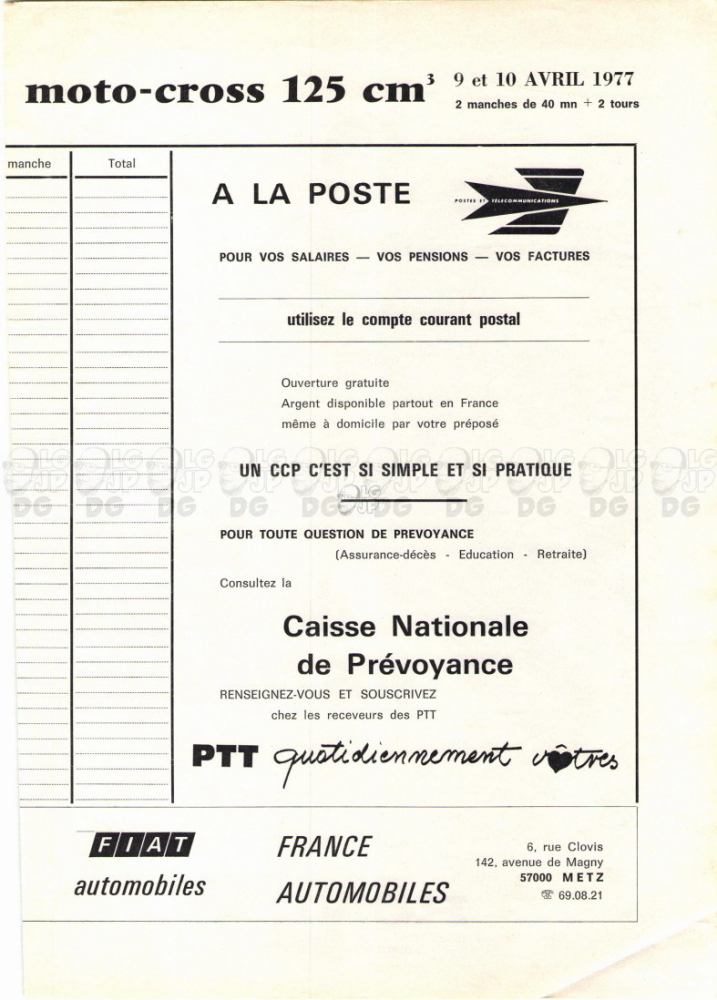 moto-cross 125 cm³
9 et 10 AVRIL 1977
2 manches de 40 mn + 2 tours
manche
Total
A LA POSTE
POSTES ET TÉLÉCOMMUNICATIONS
POUR VOS SALAIRES — VOS PENSIONS — VOS FACTURES
utilisez le compte courant postal
Ouverture gratuite
Argent disponible partout en France
même à domicile par votre préposé
UN CCP C'EST SI SIMPLE ET SI PRATIQUE
POUR TOUTE QUESTION DE PREVOYANCE
(Assurance-décès - Education - Retraite)
Consultez la
Caisse Nationale
de Prévoyance
RENSEIGNEZ-VOUS ET SOUSCRIVEZ
chez les receveurs des PTT
PTT quotidiennement vôtres
FIAT
automobiles
FRANCE
AUTOMOBILES
6, rue Clovis
142, avenue de Magny
57000 METZ
☎ 69.08.21
LG JP DG